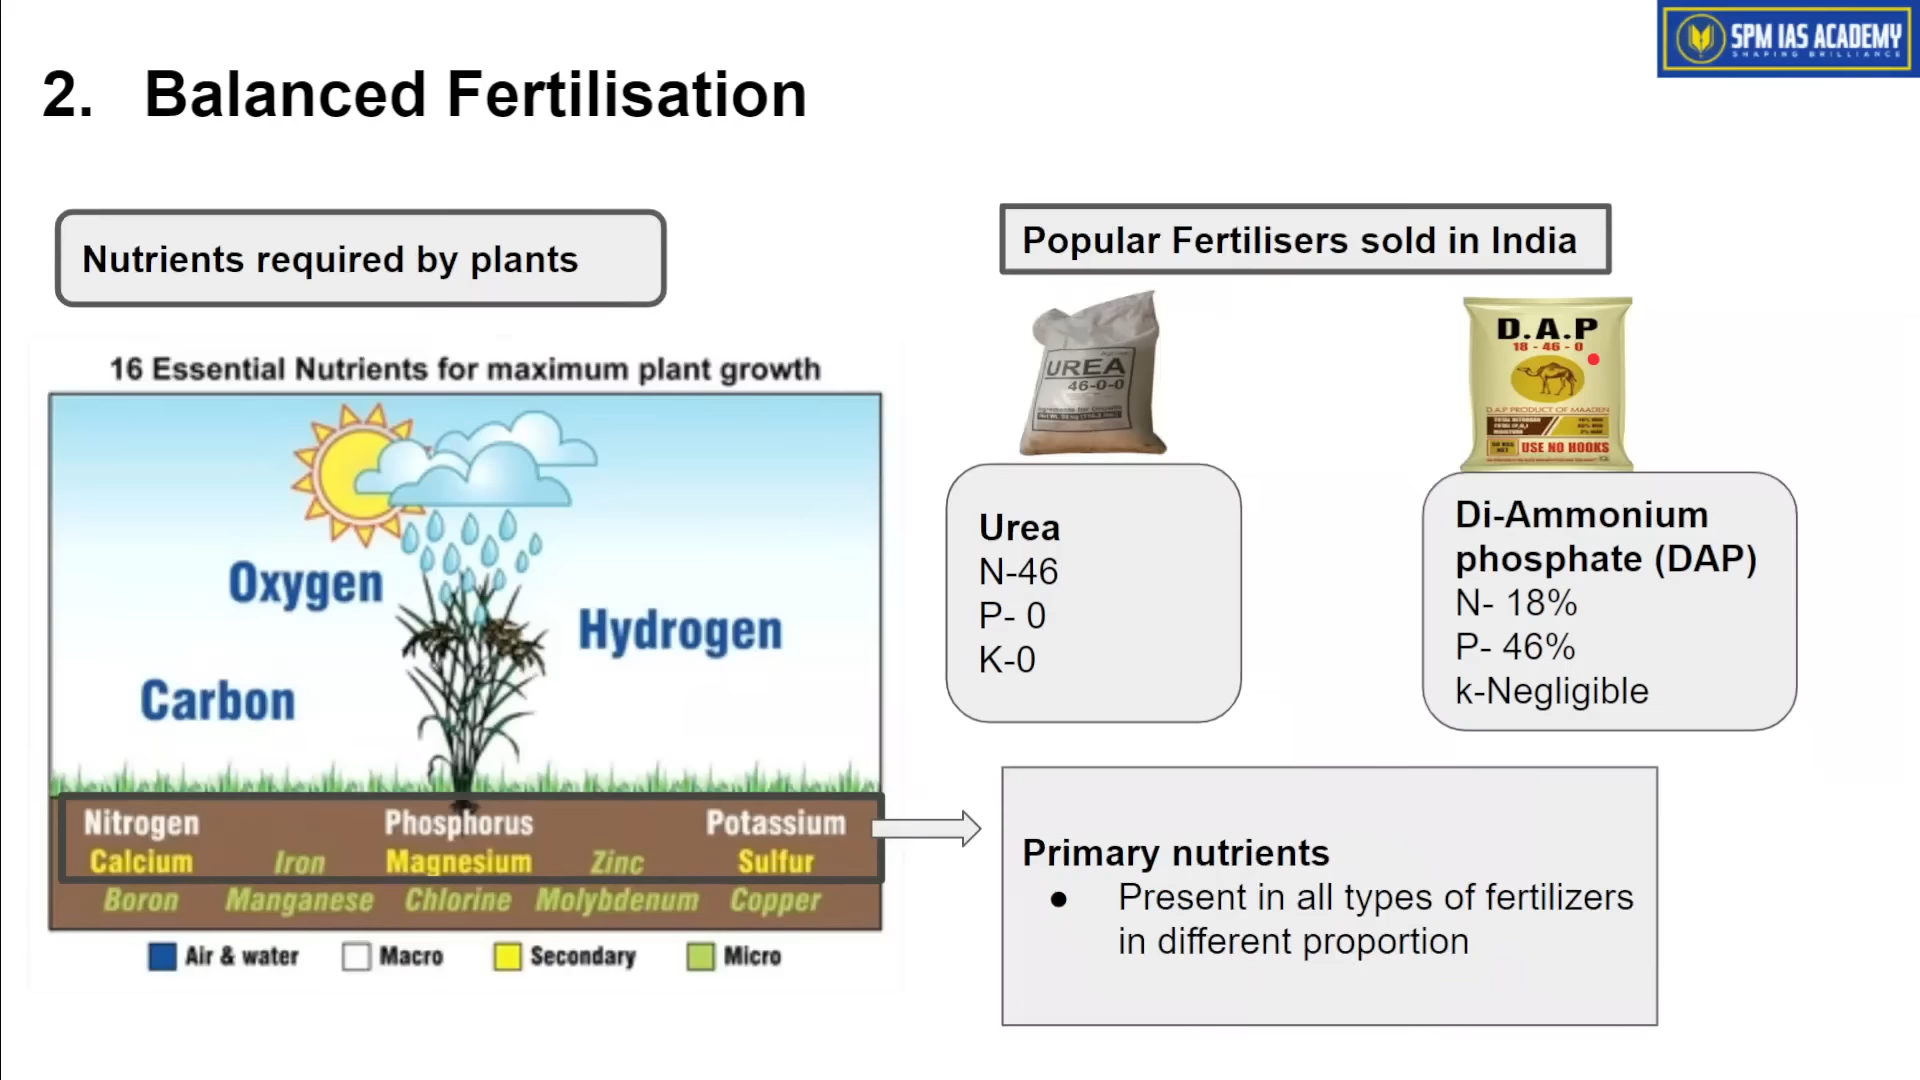 SPM IAS ACADEMY
SHAPING BRILLIANCE
2. Balanced Fertilisation
Nutrients required by plants
Popular Fertilisers sold in India
16 Essential Nutrients for maximum plant growth
Oxygen
Hydrogen
Carbon
Nitrogen Phosphorus Potassium
Calcium Iron Magnesium Zinc Sulfur
Boron Manganese Chlorine Molybdenum Copper
Air & water Macro Secondary Micro
UREA
46-0-0
D.A.P
18 - 46 - 0
D.A.P PRODUCT OF MAADEN
USE NO HOOKS
Urea
N-46
P- 0
K-0
Di-Ammonium
phosphate (DAP)
N- 18%
P- 46%
k-Negligible
Primary nutrients
● Present in all types of fertilizers
in different proportion